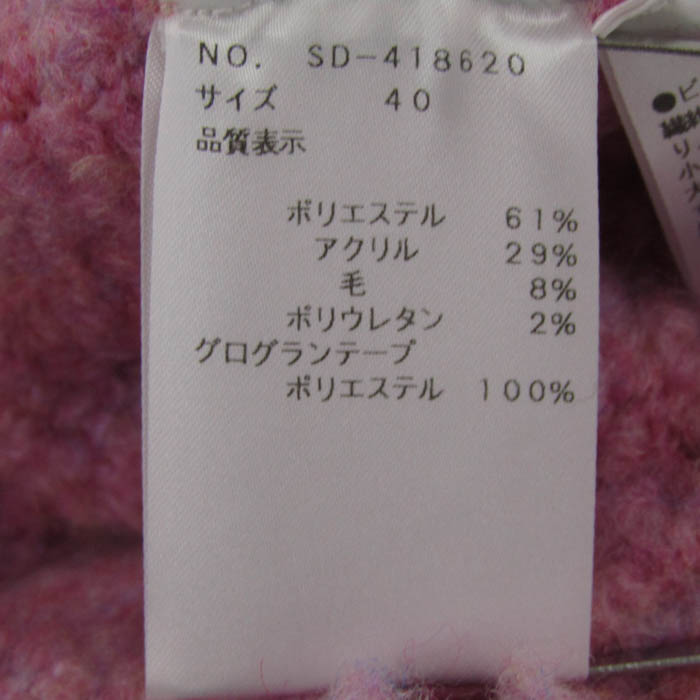 NO. SD-418620
サイズ 40
品質表示
ポリエステル 61%
アクリル 29%
毛 8%
ポリウレタン 2%
グログランテープ
ポリエステル 100%